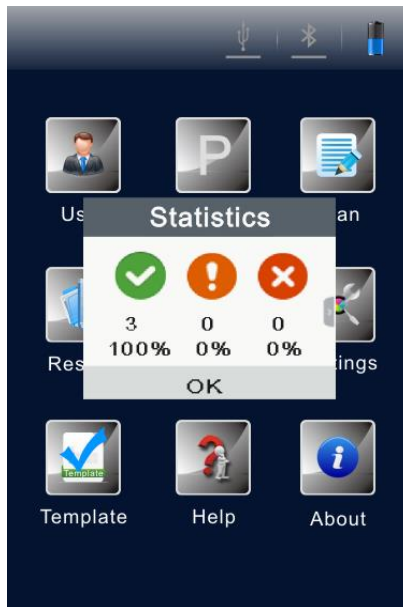 P
Us
an
Statistics
3 0 0
100% 0% 0%
OK
Res
ings
Template
Template Help About